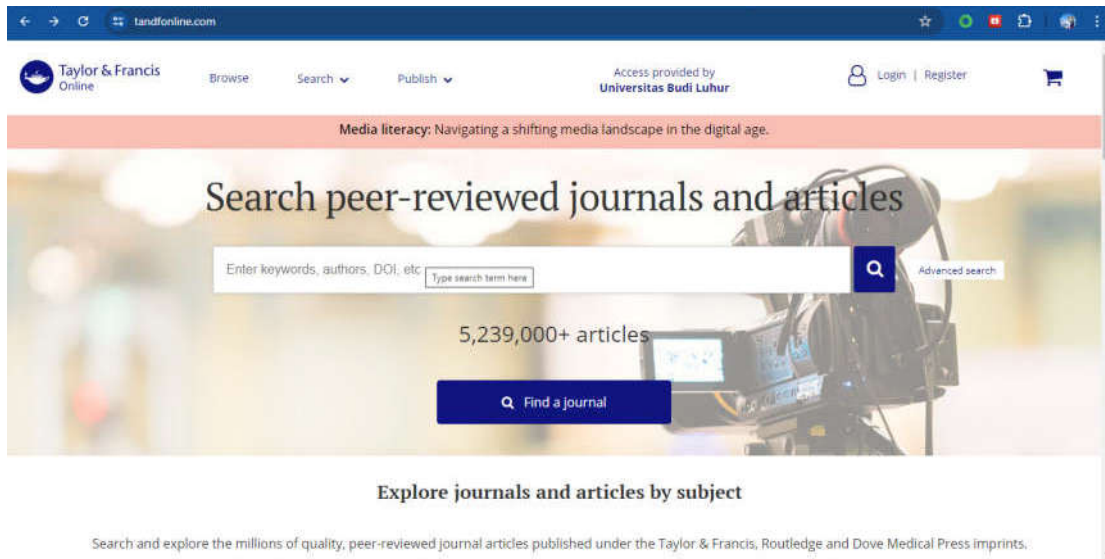 tandfonline.com
Taylor & Francis
Online
Browse
Search
Publish
Access provided by
Universitas Budi Luhur
Login | Register
Media literacy: Navigating a shifting media landscape in the digital age.
Search peer-reviewed journals and articles
Enter keywords, authors, DOI, etc
Type search term here
Advanced search
5,239,000+ articles
Find a journal
Explore journals and articles by subject
Search and explore the millions of quality, peer-reviewed journal articles published under the Taylor & Francis, Routledge and Dove Medical Press imprints.